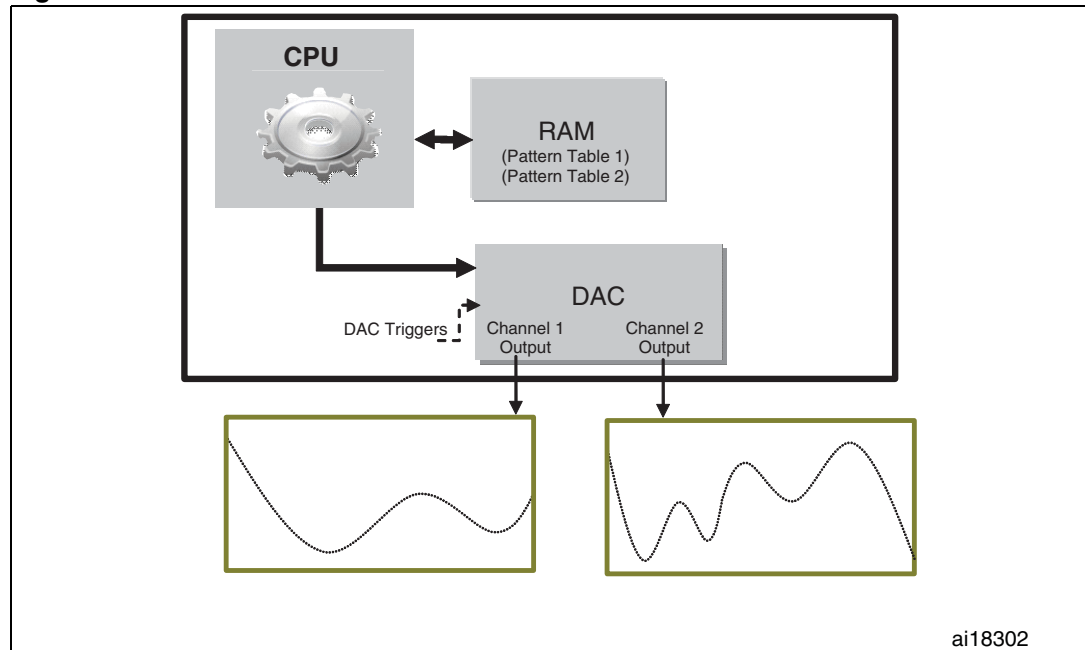 CPU
RAM
(Pattern Table 1)
(Pattern Table 2)
DAC
DAC Triggers
Channel 1
Output
Channel 2
Output
ai18302